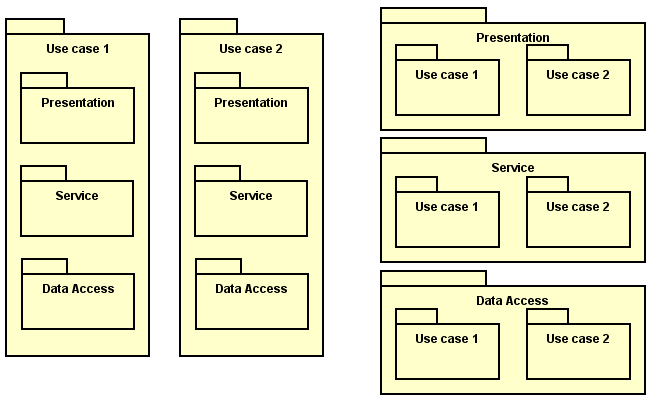 Use case 1
Presentation
Service
Data Access
Use case 2
Presentation
Service
Data Access
Presentation
Use case 1
Use case 2
Service
Use case 1
Use case 2
Data Access
Use case 1
Use case 2